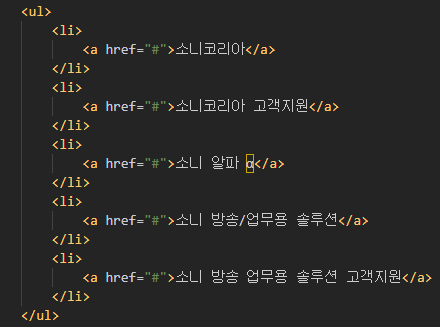 <ul>
<li>
<a href="#">소니코리아</a>
</li>
<li>
<a href="#">소니코리아 고객지원</a>
</li>
<li>
<a href="#">소니 알파 α</a>
</li>
<li>
<a href="#">소니 방송/업무용 솔루션</a>
</li>
<li>
<a href="#">소니 방송 업무용 솔루션 고객지원</a>
</li>
</ul>